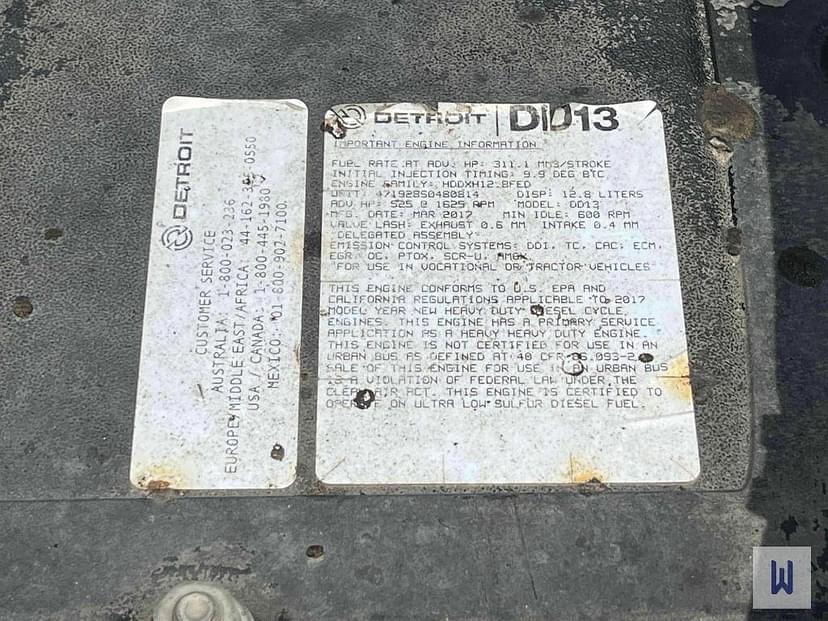 DETROIT
CUSTOMER SERVICE
AUSTRALIA: 1-800-023-236
EUROPE/MIDDLE EAST/AFRICA: 44-162-3 -0550
USA / CANADA: 1-800-445-1980
MEXICO: 01-800-902-7100.
DETROIT | DD13
IMPORTANT ENGINE INFORMATION
FUEL RATE AT ADV. HP: 311.1 MM3/STROKE
INITIAL INJECTION TIMING: 9.9 DEG BTC
ENGINE FAMILY: HDDXH12.8FED
UNIT: 471928S0480814 DISP: 12.8 LITERS
ADV HP: 525 @ 1625 RPM MODEL: DD13
MFG. DATE: MAR 2017 MIN IDLE: 600 RPM
VALVE LASH: EXHAUST 0.6 MM INTAKE 0.4 MM
DELEGATED ASSEMBLY:
EMISSION CONTROL SYSTEMS: DDI, TC, CAC, ECM,
EGR, OC, PTOX, SCR-U, AMOX
FOR USE IN VOCATIONAL OR TRACTOR VEHICLES
THIS ENGINE CONFORMS TO U.S. EPA AND
CALIFORNIA REGULATIONS APPLICABLE TO 2017
MODEL YEAR NEW HEAVY DUTY DIESEL CYCLE
ENGINES. THIS ENGINE HAS A PRIMARY SERVICE
APPLICATION AS A HEAVY HEAVY DUTY ENGINE.
THIS ENGINE IS NOT CERTIFIED FOR USE IN AN
URBAN BUS AS DEFINED AT 40 CFR 86.093-2.
SALE OF THIS ENGINE FOR USE IN AN URBAN BUS
IS A VIOLATION OF FEDERAL LAW UNDER THE
CLEAN AIR ACT. THIS ENGINE IS CERTIFIED TO
OPERATE ON ULTRA LOW SULFUR DIESEL FUEL.
W